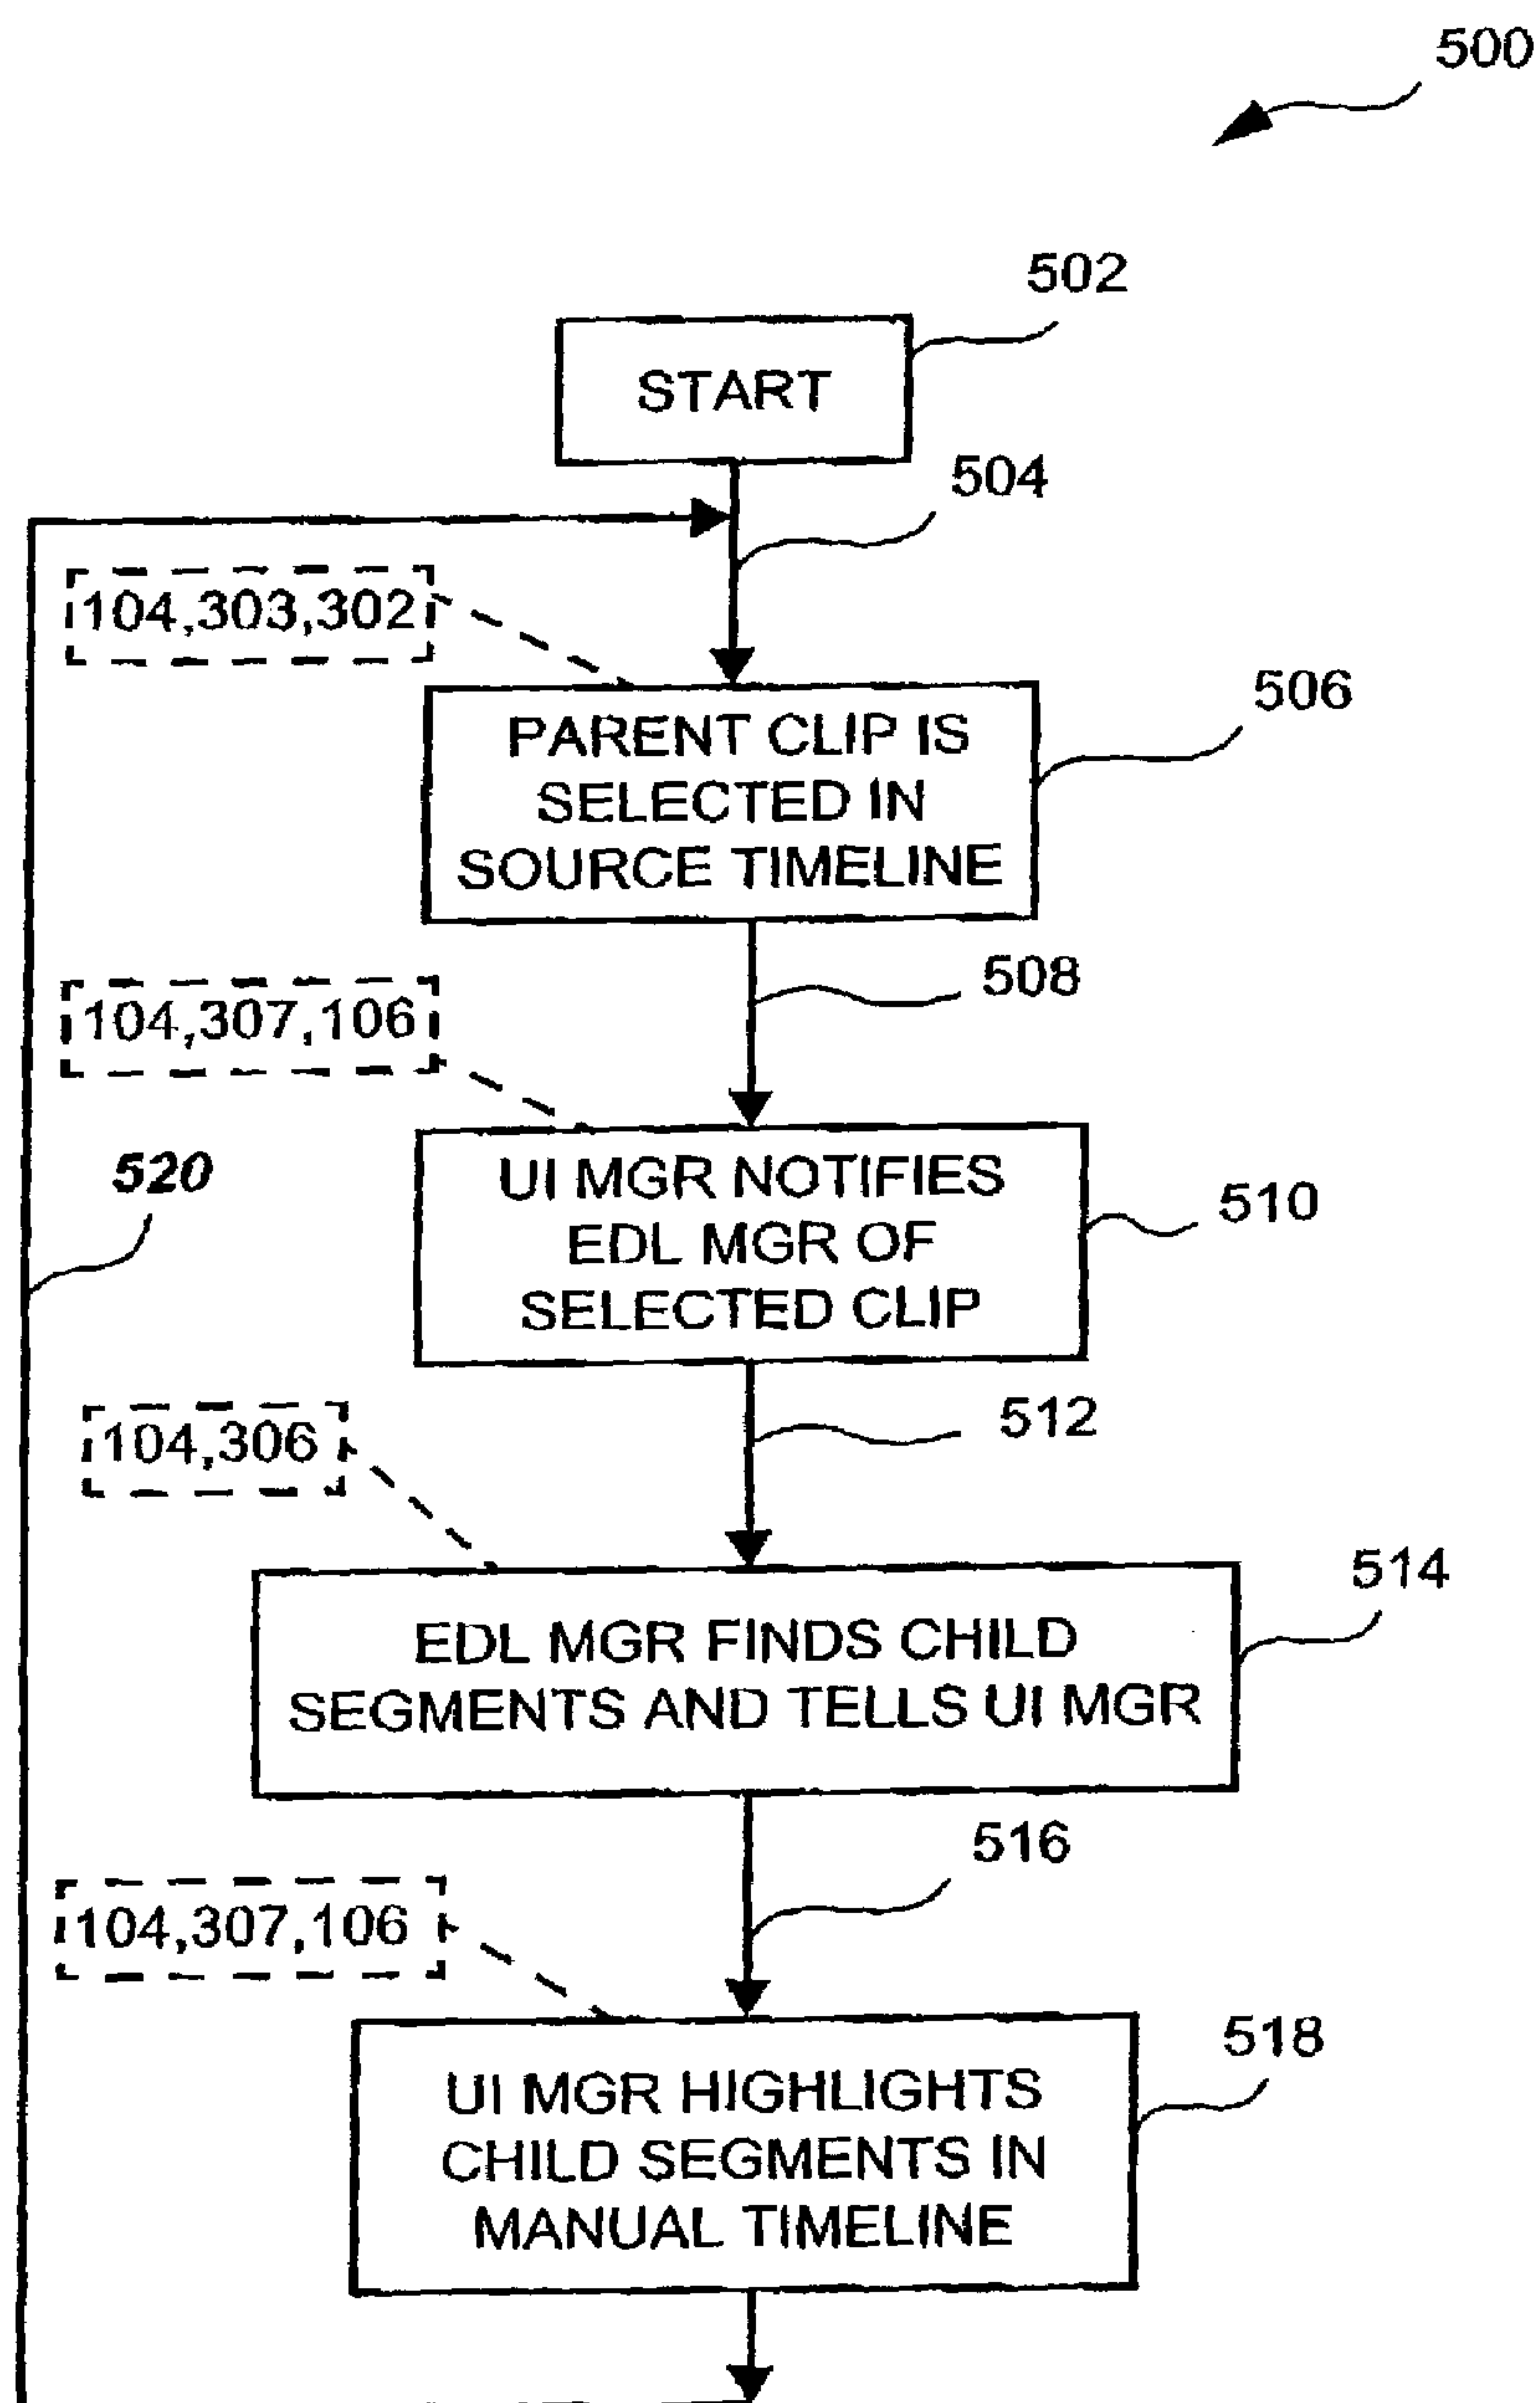 500
502
START
504
104,303,302
506
PARENT CLIP IS
SELECTED IN
SOURCE TIMELINE
508
104,307,106
520
UI MGR NOTIFIES
EDL MGR OF
SELECTED CLIP
510
512
104,306
514
EDL MGR FINDS CHILD
SEGMENTS AND TELLS UI MGR
516
104,307,106
518
UI MGR HIGHLIGHTS
CHILD SEGMENTS IN
MANUAL TIMELINE